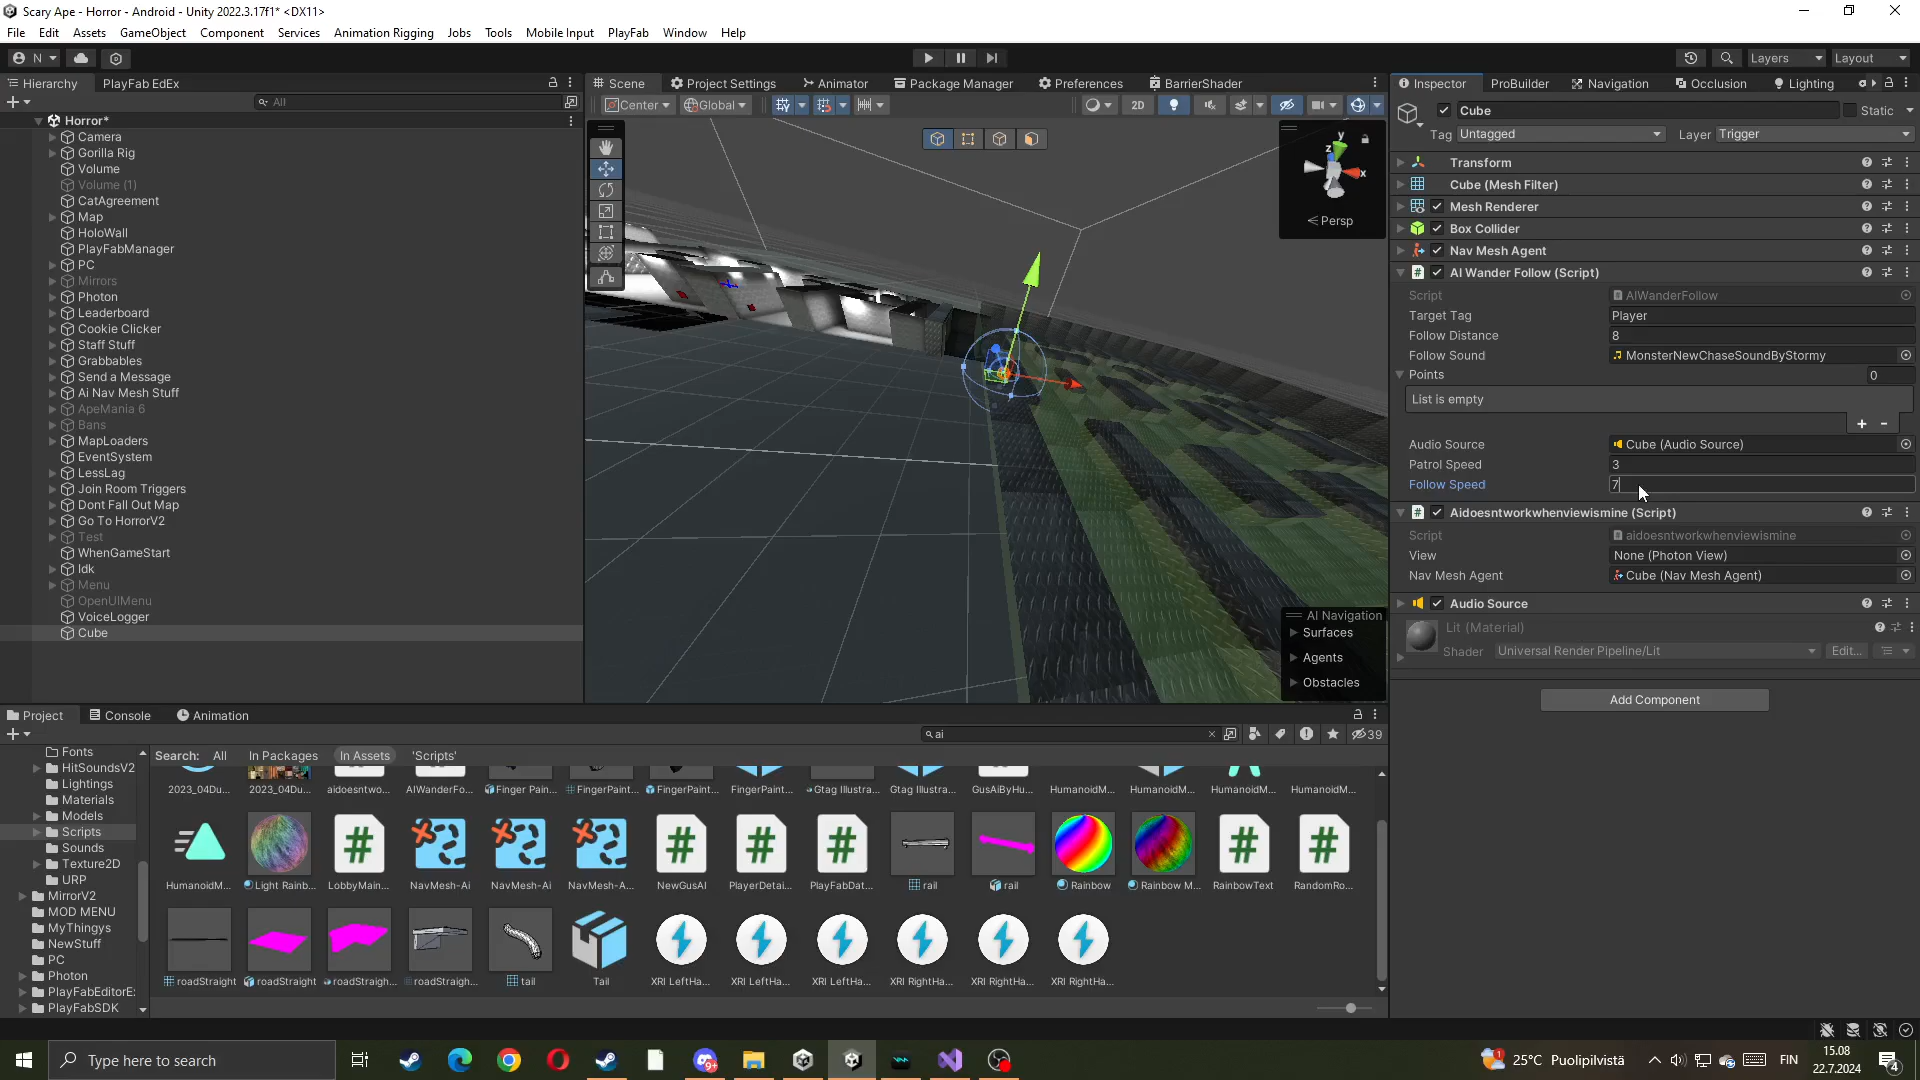 Scary Ape - Horror - Android - Unity 2022.3.17f1* <DX11>
File Edit Assets GameObject Component Services Animation Rigging Jobs Tools Mobile Input PlayFab Window Help
N
Layers
Layout
Hierarchy
PlayFab EdEx
All
Horror*
Camera
Gorilla Rig
Volume
Volume (1)
CatAgreement
Map
HoloWall
PlayFabManager
PC
Mirrors
Photon
Leaderboard
Cookie Clicker
Staff Stuff
Grabbables
Send a Message
Ai Nav Mesh Stuff
ApeMania 6
Bans
MapLoaders
EventSystem
LessLag
Join Room Triggers
Dont Fall Out Map
Go To HorrorV2
Test
WhenGameStart
Idk
Menu
OpenUIMenu
VoiceLogger
Cube
Scene
Project Settings
Animator
Package Manager
Preferences
BarrierShader
Center
Global
2D
y
z
x
Persp
AI Navigation
Surfaces
Agents
Obstacles
Inspector
ProBuilder
Navigation
Occlusion
Lighting
Cube
Static
Tag Untagged
Layer Trigger
Transform
Cube (Mesh Filter)
Mesh Renderer
Box Collider
Nav Mesh Agent
AI Wander Follow (Script)
Script AIWanderFollow
Target Tag Player
Follow Distance 8
Follow Sound MonsterNewChaseSoundByStormy
Points 0
List is empty
Audio Source Cube (Audio Source)
Patrol Speed 3
Follow Speed 7
Aidoesntworkwhenviewismine (Script)
Script aidoesntworkwhenviewismine
View None (Photon View)
Nav Mesh Agent Cube (Nav Mesh Agent)
Audio Source
Lit (Material)
Shader Universal Render Pipeline/Lit Edit...
Add Component
Project
Console
Animation
ai
39
Fonts
HitSoundsV2
Lightings
Materials
Models
Scripts
Sounds
Texture2D
URP
MirrorV2
MOD MENU
MyThingys
NewStuff
PC
Photon
PlayFabEditorE
PlayFabSDK
Search: All In Packages In Assets 'Scripts'
2023_04Du... 2023_04Du... aidoesntwo... AIWanderFo... Finger Pain... FingerPaint... FingerPaint... FingerPaint... Gtag Illustra... Gtag Illustra... GusAiByHu... HumanoidM... HumanoidM... HumanoidM... HumanoidM...
HumanoidM... Light Rainb... LobbyMain... NavMesh-Ai NavMesh-Ai NavMesh-A... NewGusAI PlayerDetai... PlayFabDat... rail rail Rainbow Rainbow M... RainbowText RandomRo...
roadStraight roadStraight roadStraigh... roadStraigh... tail Tail XRI LeftHa... XRI LeftHa... XRI LeftHa... XRI RightHa... XRI RightHa... XRI RightHa...
Type here to search
9+
25°C Puolipilvistä
FIN
15.08
22.7.2024
4